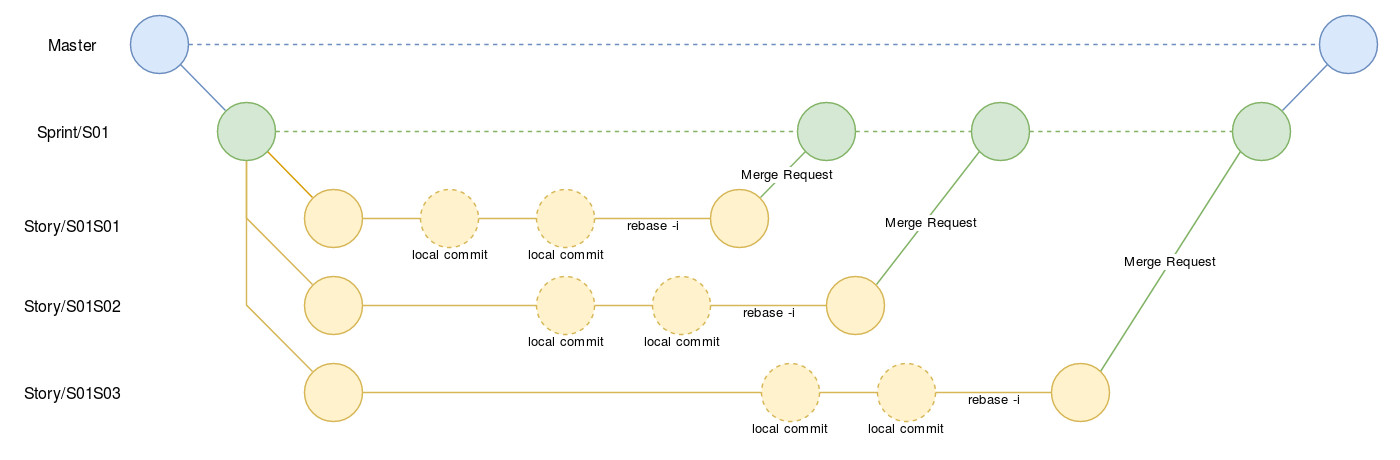 Master
Sprint/S01
Merge Request
Story/S01S01
rebase -i
Merge Request
local commit
local commit
Merge Request
Story/S01S02
rebase -i
local commit
local commit
Story/S01S03
rebase -i
local commit
local commit